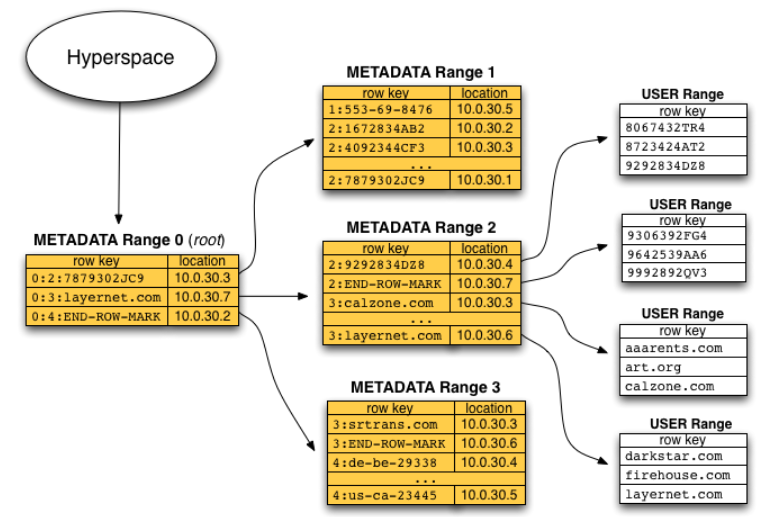 Hyperspace
METADATA Range 0 (root)
row key location
0:2:7879302JC9 10.0.30.3
0:3:layernet.com 10.0.30.7
0:4:END-ROW-MARK 10.0.30.2
METADATA Range 1
row key location
1:553-69-8476 10.0.30.5
2:1672834AB2 10.0.30.2
2:4092344CF3 10.0.30.3
...
2:7879302JC9 10.0.30.1
METADATA Range 2
row key location
2:9292834DZ8 10.0.30.4
2:END-ROW-MARK 10.0.30.7
3:calzone.com 10.0.30.3
...
3:layernet.com 10.0.30.6
METADATA Range 3
row key location
3:srtrans.com 10.0.30.3
3:END-ROW-MARK 10.0.30.6
4:de-be-29338 10.0.30.4
...
4:us-ca-23445 10.0.30.5
USER Range
row key
8067432TR4
8723424AT2
9292834DZ8
USER Range
row key
9306392FG4
9642539AA6
9992892QV3
USER Range
row key
aaarents.com
art.org
calzone.com
USER Range
row key
darkstar.com
firehouse.com
layernet.com